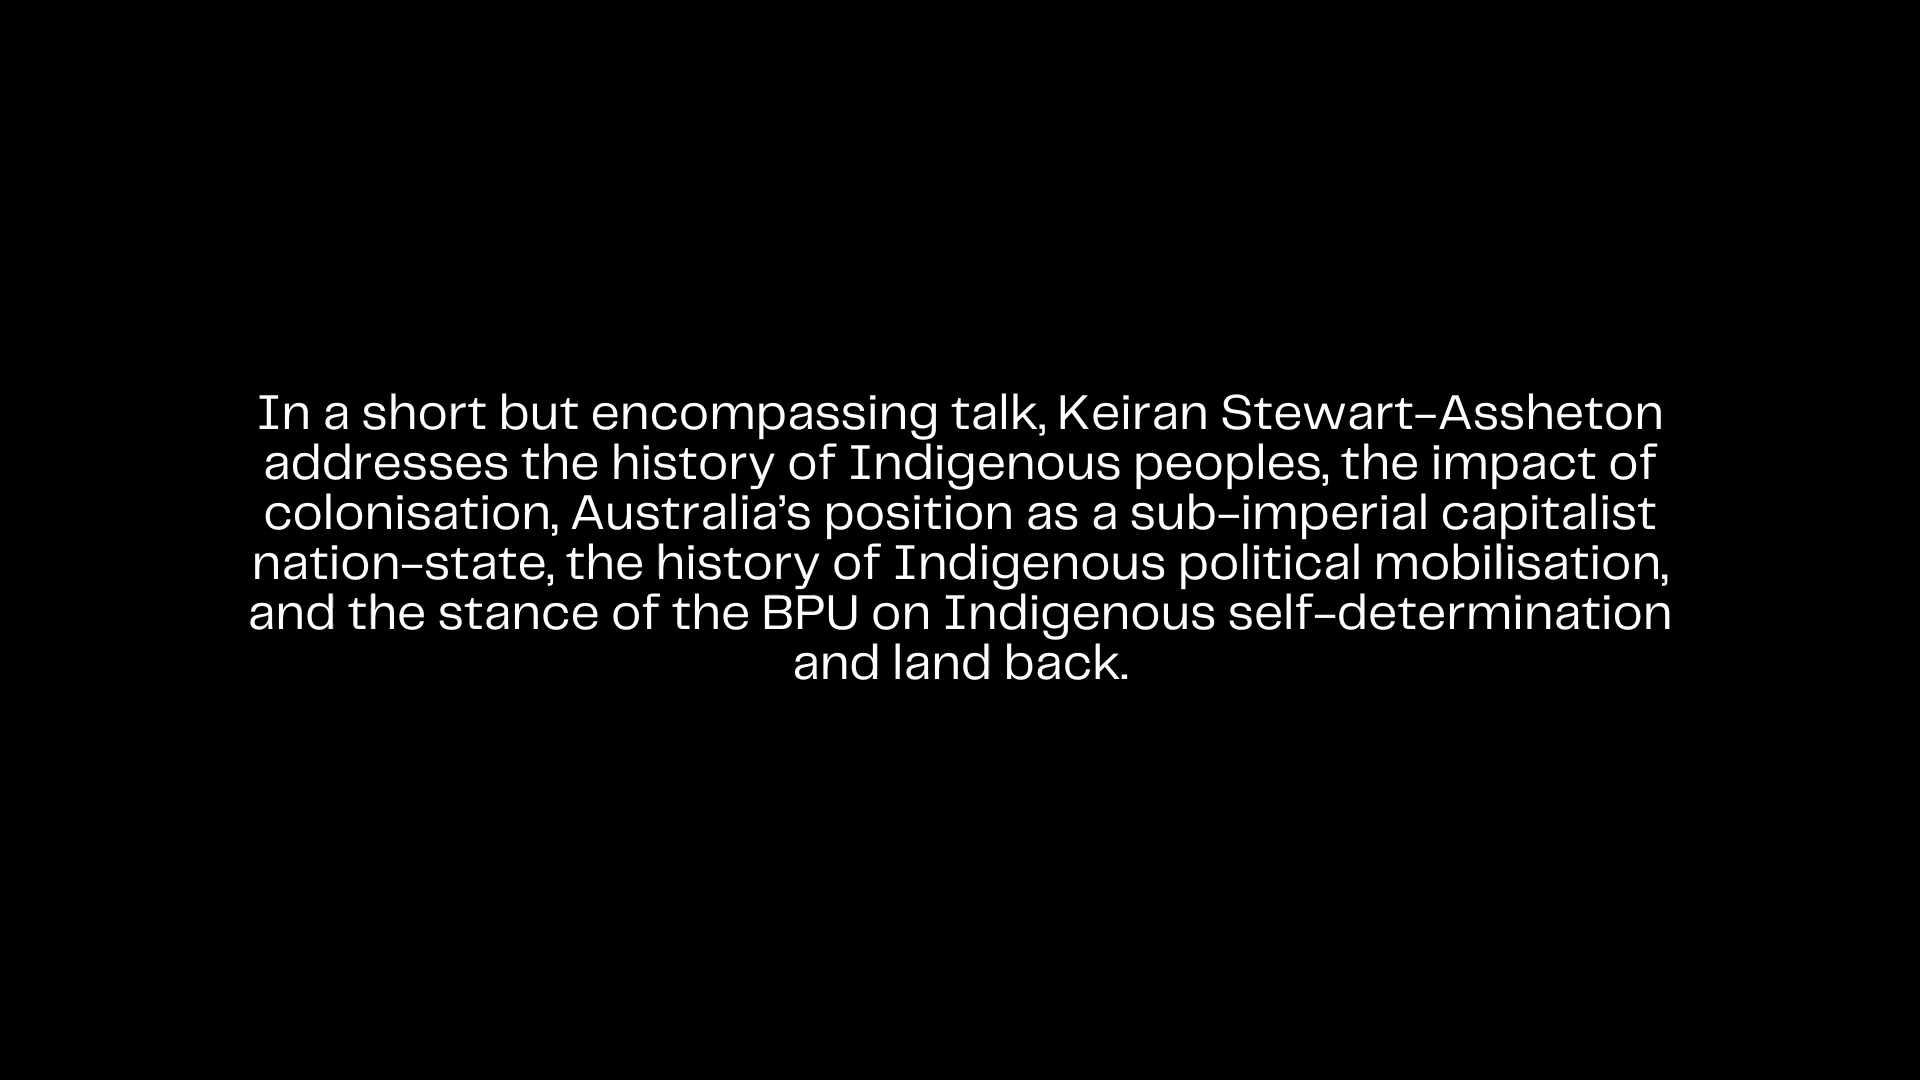 In a short but encompassing talk, Keiran Stewart-Assheton
addresses the history of Indigenous peoples, the impact of
colonisation, Australia’s position as a sub-imperial capitalist
nation-state, the history of Indigenous political mobilisation,
and the stance of the BPU on Indigenous self-determination
and land back.